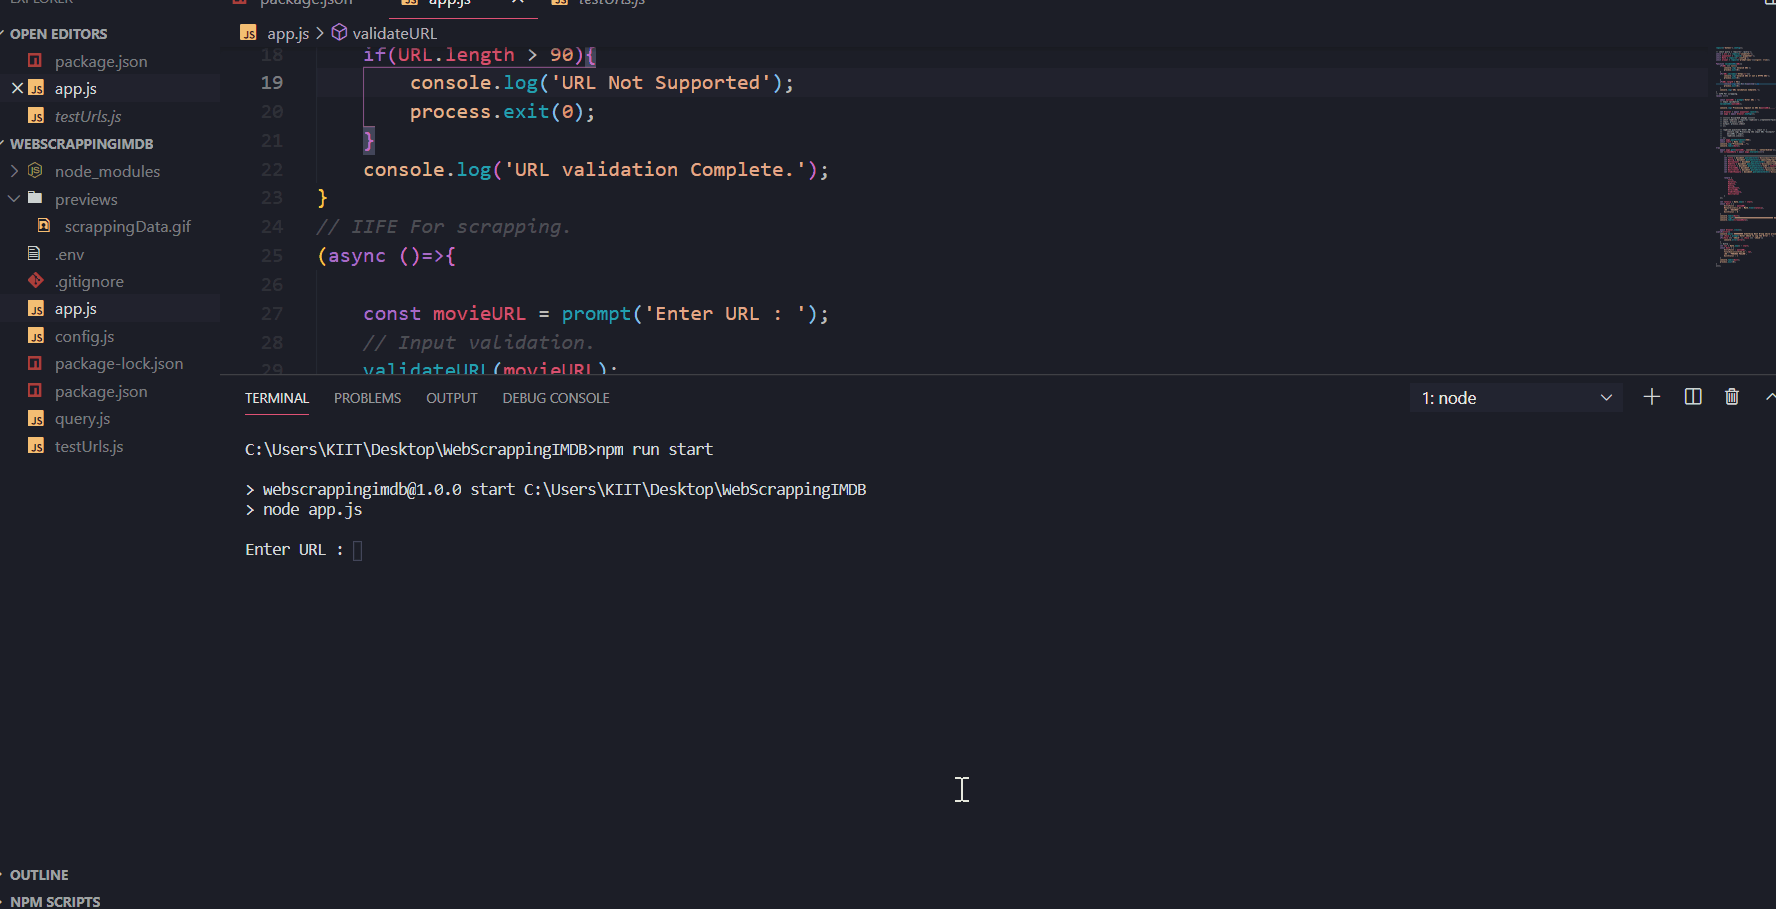 EXPLORER
OPEN EDITORS
package.json
app.js
testUrls.js
WEBSCRAPPINGIMDB
node_modules
previews
scrappingData.gif
.env
.gitignore
app.js
config.js
package-lock.json
package.json
query.js
testUrls.js
OUTLINE
NPM SCRIPTS
package.json
app.js
testUrls.js
JS app.js > validateURL
18 if(URL.length > 90){
19 console.log('URL Not Supported');
20 process.exit(0);
21 }
22 console.log('URL validation Complete.');
23 }
24 // IIFE For scrapping.
25 (async ()=>{
26
27 const movieURL = prompt('Enter URL : ');
28 // Input validation.
29 validateURL(movieURL);
TERMINAL PROBLEMS OUTPUT DEBUG CONSOLE 1: node
C:\Users\KIIT\Desktop\WebScrappingIMDB>npm run start
> webscrappingimdb@1.0.0 start C:\Users\KIIT\Desktop\WebScrappingIMDB
> node app.js
Enter URL :